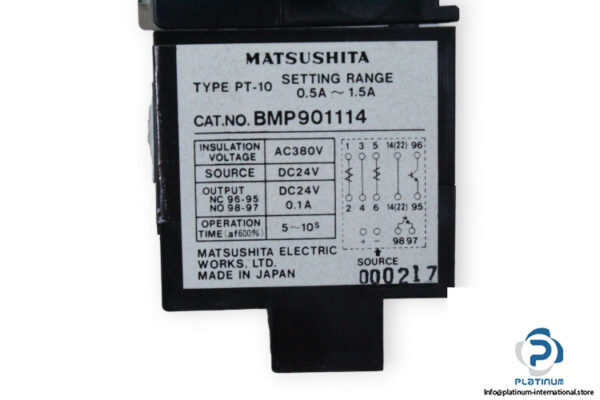 MATSUSHITA
TYPE PT-10 SETTING RANGE
0.5A ~ 1.5A
CAT.NO. BMP901114
INSULATION VOLTAGE AC380V
SOURCE DC24V
OUTPUT NC 96-95 NO 98-97 DC24V 0.1A
OPERATION TIME (at600%) 5~10S
1 3 5 14(22) 96
2 4 6 14(22) 95
+ − 98 97
SOURCE
MATSUSHITA ELECTRIC
WORKS, LTD.
MADE IN JAPAN
000217
PLATINUM
Info@platinum-international.store